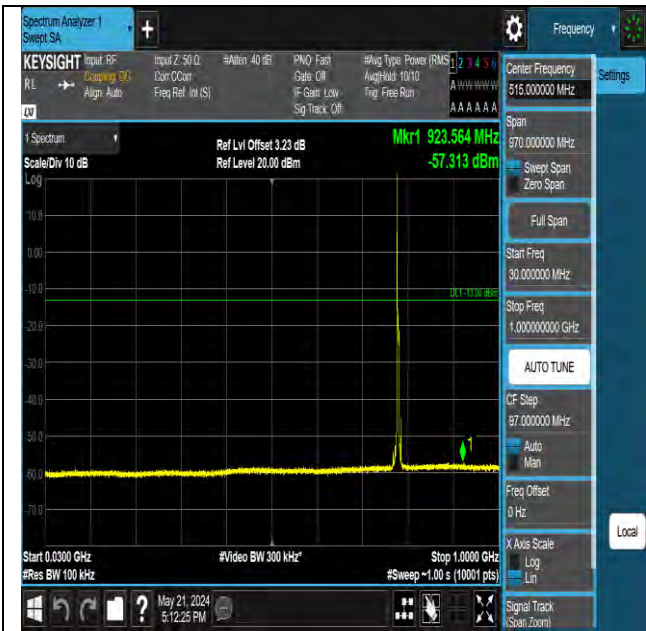 Spectrum Analyzer 1
Swept SA
Frequency
KEYSIGHT
RL
Input: RF
Coupling: DC
Align: Auto
Input Z: 50 Ω
Corr CCorr
Freq Ref: Int (S)
#Atten: 40 dB
PNO: Fast
Gate: Off
IF Gain: Low
Sig Track: Off
#Avg Type: Power (RMS
Avg|Hold: 10/10
Trig: Free Run
1 2 3 4 5 6
A W W W W W
A A A A A A
LXI
1 Spectrum
Scale/Div 10 dB
Log
Ref Lvl Offset 3.23 dB
Ref Level 20.00 dBm
Mkr1 923.564 MHz
-57.313 dBm
10.0
0.00
-10.0
-20.0
-30.0
-40.0
-50.0
-60.0
-70.0
DL1 -13.00 dBm
1
Start 0.0300 GHz
#Res BW 100 kHz
#Video BW 300 kHz*
Stop 1.0000 GHz
#Sweep ~1.00 s (10001 pts)
May 21, 2024
5:12:25 PM
?
Center Frequency
515.000000 MHz
Settings
Span
970.000000 MHz
Swept Span
Zero Span
Full Span
Start Freq
30.000000 MHz
Stop Freq
1.000000000 GHz
AUTO TUNE
CF Step
97.000000 MHz
Auto
Man
Freq Offset
0 Hz
X Axis Scale
Log
Lin
Local
Signal Track
(Span Zoom)